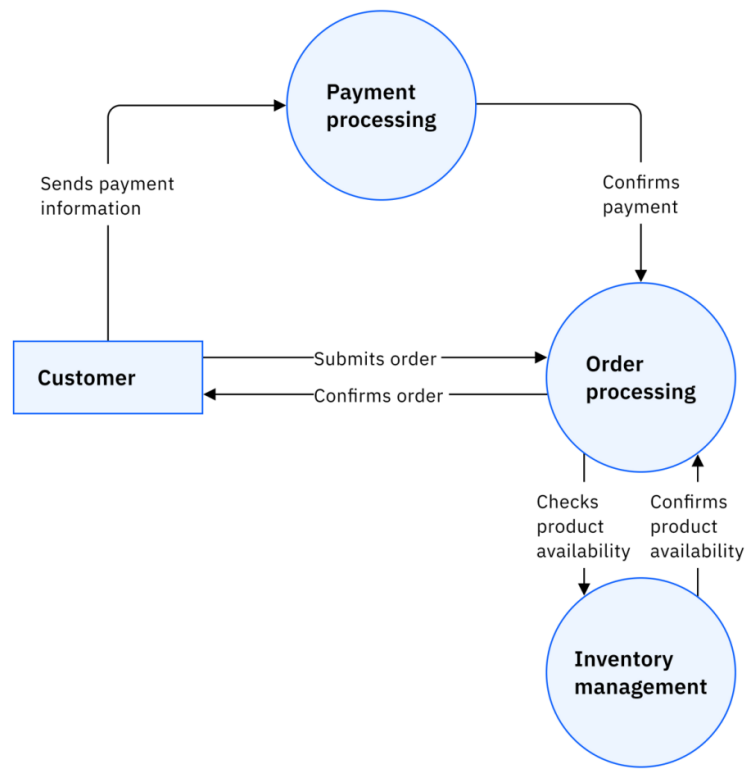 Payment
processing
Sends payment
information
Confirms
payment
Customer
Submits order
Confirms order
Order
processing
Checks
product
availability
Confirms
product
availability
Inventory
management